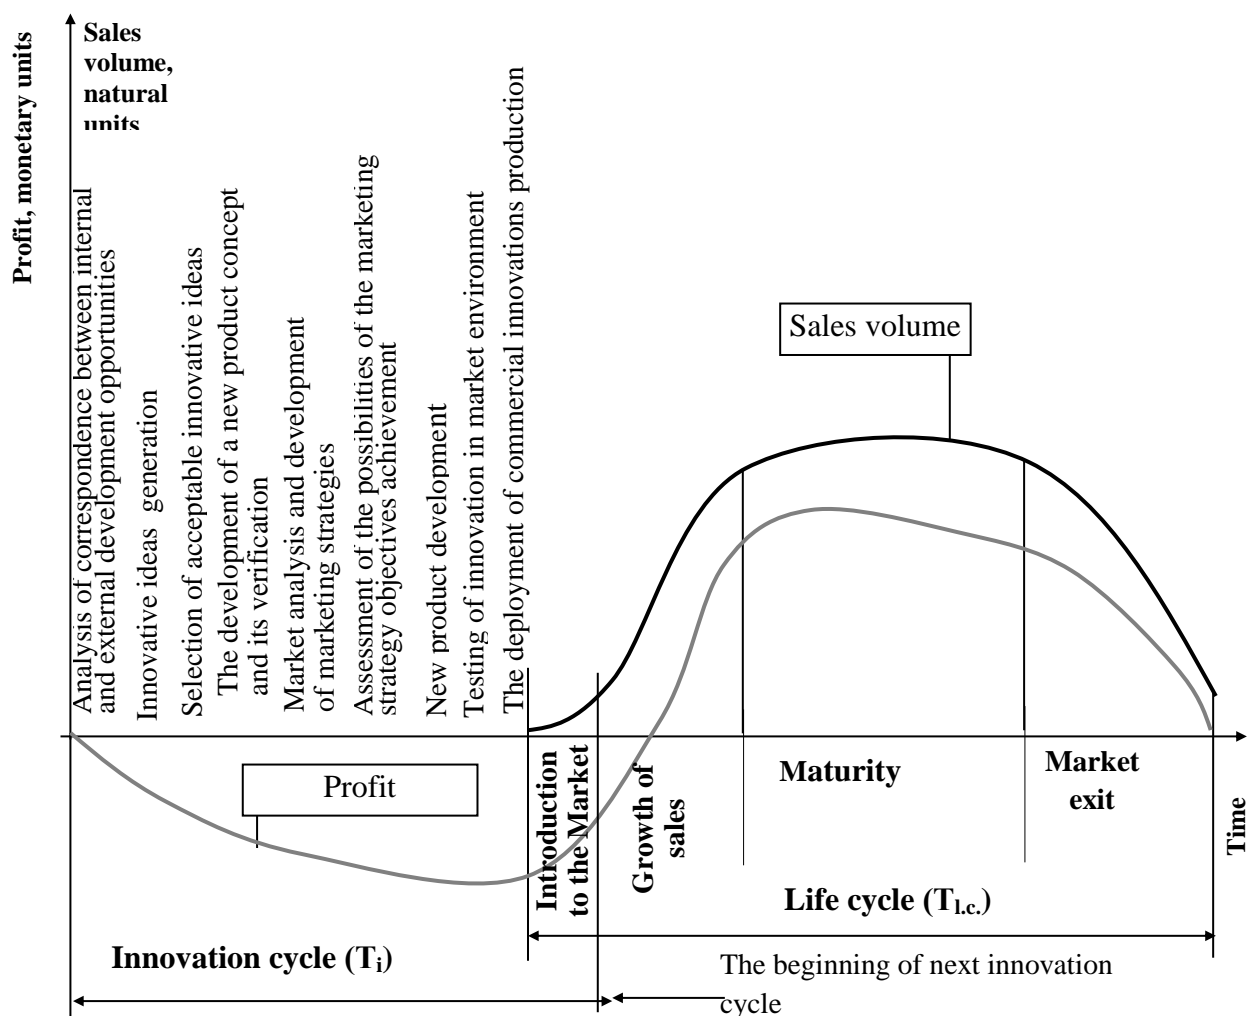 Profit, monetary units
Sales
volume,
natural
units
Analysis of correspondence between internal
and external development opportunities
Innovative ideas generation
Selection of acceptable innovative ideas
The development of a new product concept
and its verification
Market analysis and development
of marketing strategies
Assessment of the possibilities of the marketing
strategy objectives achievement
New product development
Testing of innovation in market environment
The deployment of commercial innovations production
Sales volume
Profit
Introduction
to the Market
Growth of
sales
Maturity
Market
exit
Time
Life cycle (Tl.c.)
Innovation cycle (Ti)
The beginning of next innovation
cycle